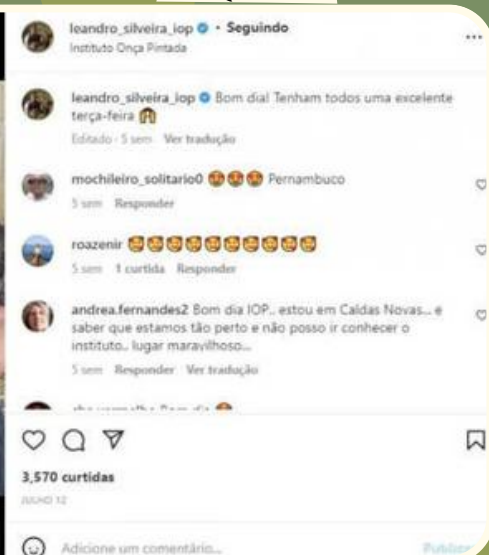 leandro_silveira_iop • Seguindo
Instituto Onça Pintada
leandro_silveira_iop Bom dia! Tenham todos uma excelente
terça-feira
Editado · 5 sem Ver tradução
mochileiro_solitario0 Pernambuco
5 sem Responder
roazenir
5 sem 1 curtida Responder
andrea.fernandes2 Bom dia IOP.. estou em Caldas Novas... e
saber que estamos tão perto e não posso ir conhecer o
instituto.. lugar maravilhoso...
5 sem Responder Ver tradução
3,570 curtidas
JULHO 12
Adicione um comentário...
Publicar